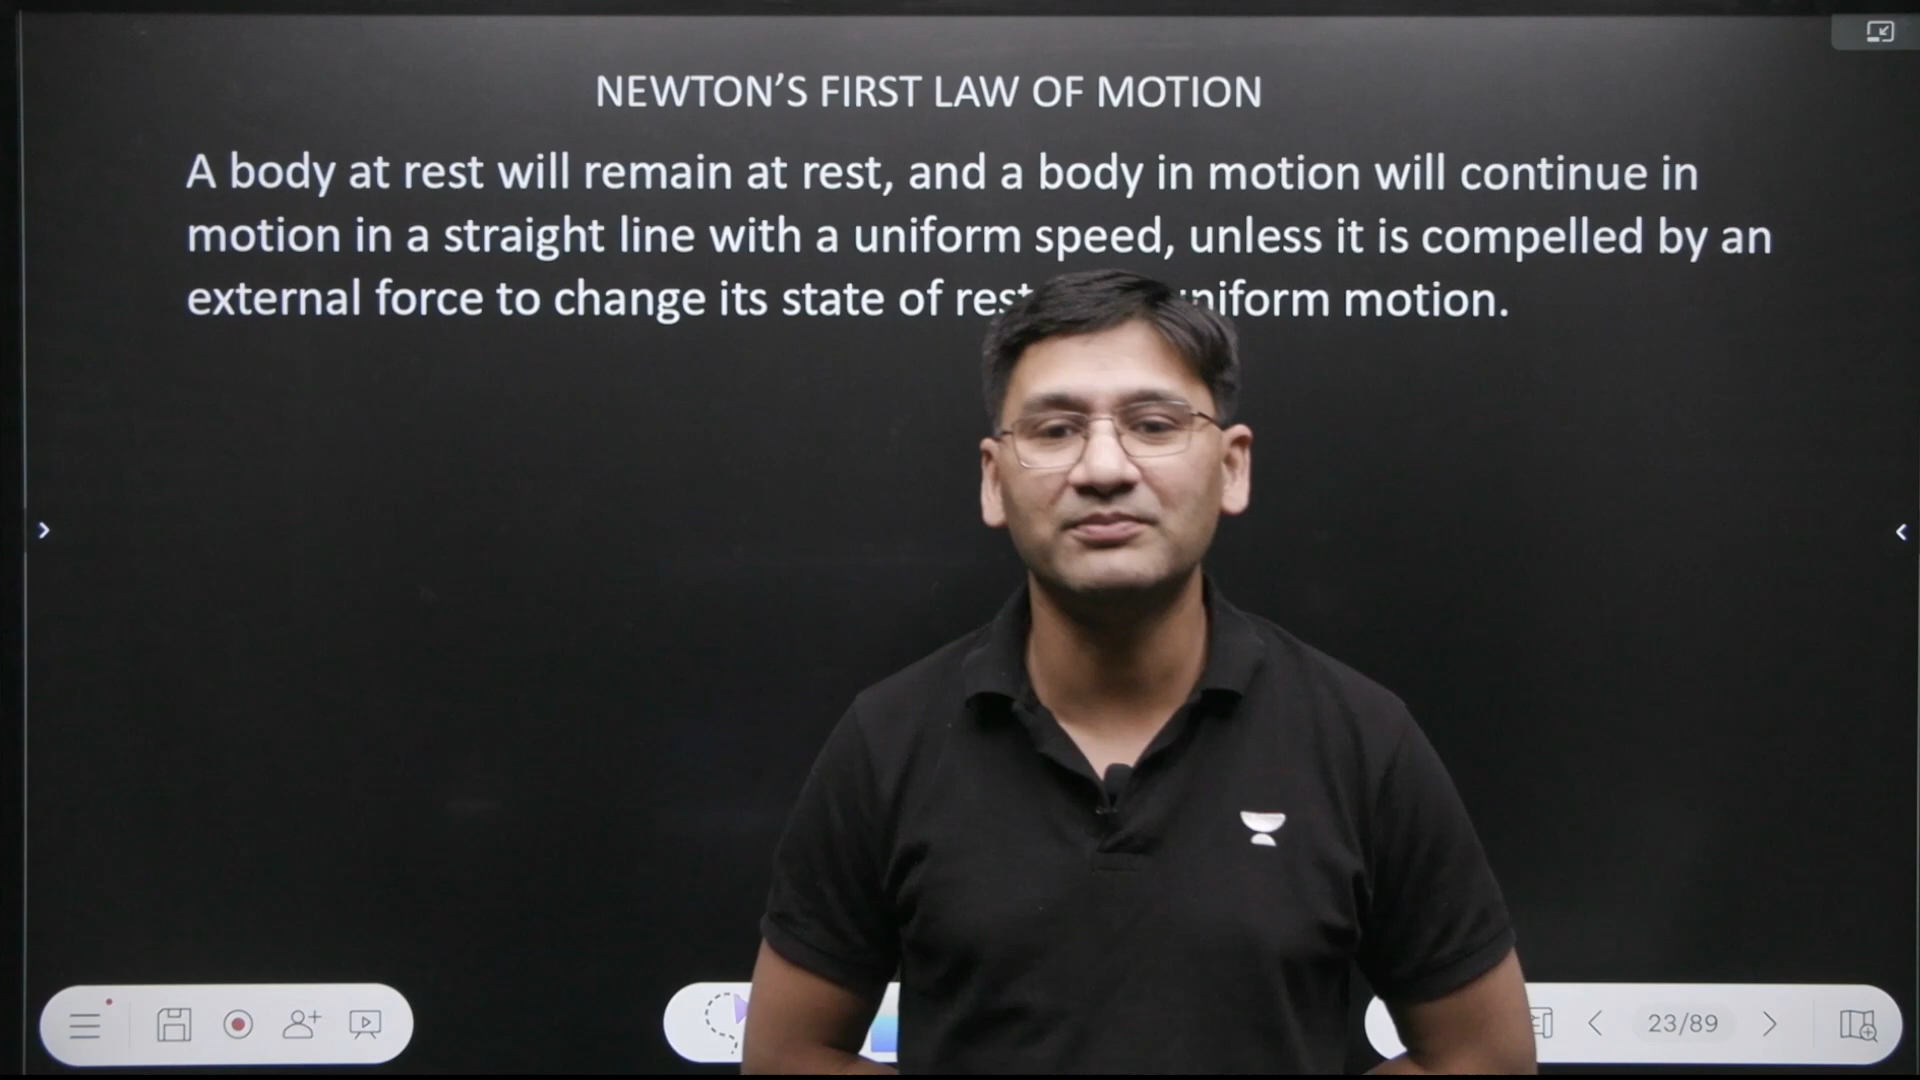 NEWTON’S FIRST LAW OF MOTION
A body at rest will remain at rest, and a body in motion will continue in
motion in a straight line with a uniform speed, unless it is compelled by an
external force to change its state of uniform motion.
23/89